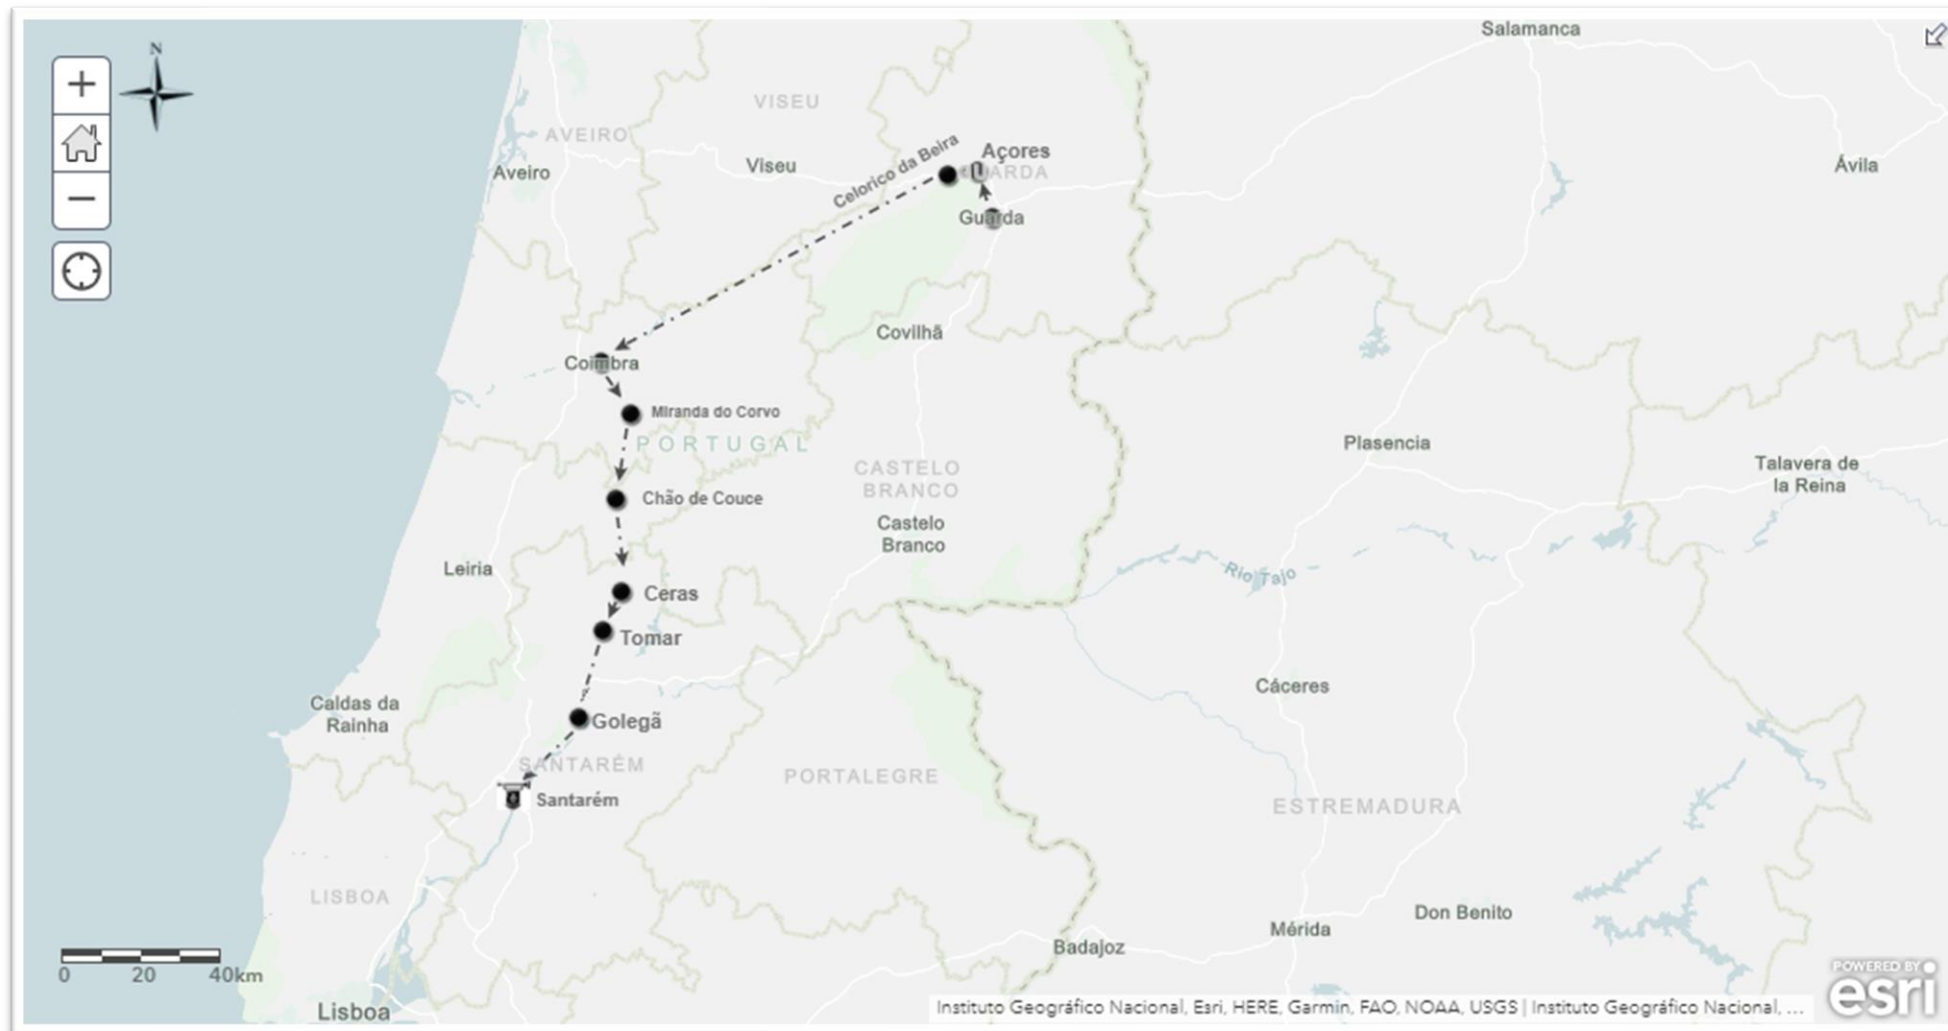 N
+
−
Salamanca
VISEU
AVEIRO
Viseu
Aveiro
Celorico da Beira
Açores
GUARDA
Guarda
Ávila
Covilhã
Coimbra
Miranda do Corvo
PORTUGAL
Chão de Couce
CASTELO
BRANCO
Castelo
Branco
Plasencia
Talavera de
la Reina
Leiria
Rio Tajo
Ceras
Tomar
Caldas da
Rainha
Golegã
Cáceres
SANTARÉM
Santarém
PORTALEGRE
ESTREMADURA
LISBOA
Don Benito
Mérida
Badajoz
0 20 40km
Lisboa
Instituto Geográfico Nacional, Esri, HERE, Garmin, FAO, NOAA, USGS | Instituto Geográfico Nacional, ...
POWERED BY
esri